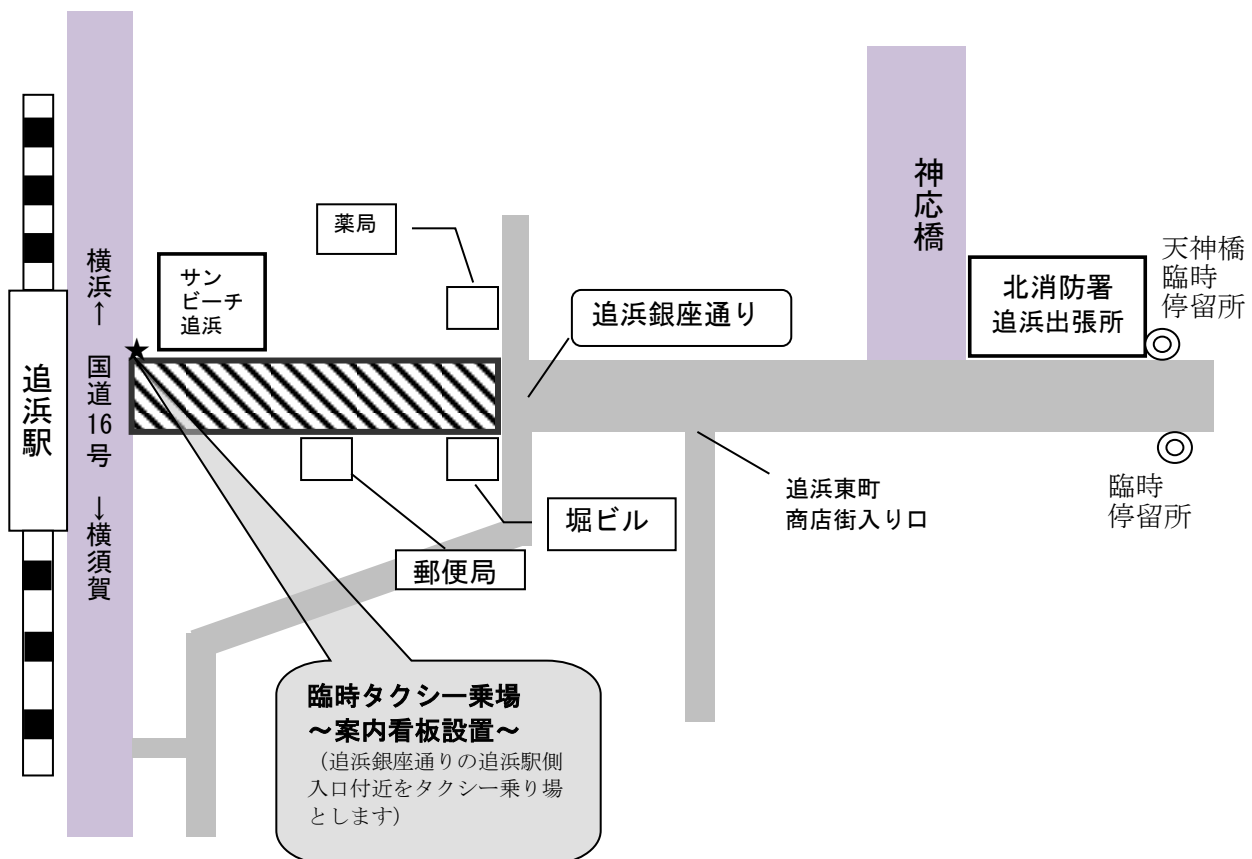 追浜駅
横浜↑ 国道16号 ↓横須賀
サン
ビーチ
追浜
薬局
追浜銀座通り
神応橋
北消防署
追浜出張所
天神橋
臨時
停留所
臨時
停留所
追浜東町
商店街入り口
堀ビル
郵便局
臨時タクシー乗場
~案内看板設置~
(追浜銀座通りの追浜駅側
入口付近をタクシー乗り場
とします)